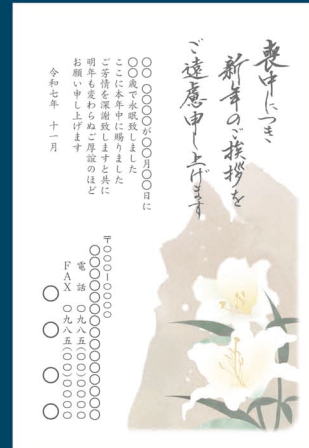 喪中につき
新年のご挨拶を
ご遠慮申し上げます
〇〇 〇〇〇〇が〇〇月〇〇日に
〇〇歳で永眠致しました
ここに本年中に賜りました
ご芳情を深謝致しますと共に
明年も変わらぬご厚誼のほど
お願い申し上げます
令和七年 十一月
〒〇〇〇-〇〇〇〇
〇〇〇〇〇〇〇〇〇〇〇〇〇〇〇〇
電話 〇九八五(〇〇)〇〇〇〇
FAX 〇九八五(〇〇)〇〇〇〇
〇 〇 〇 〇